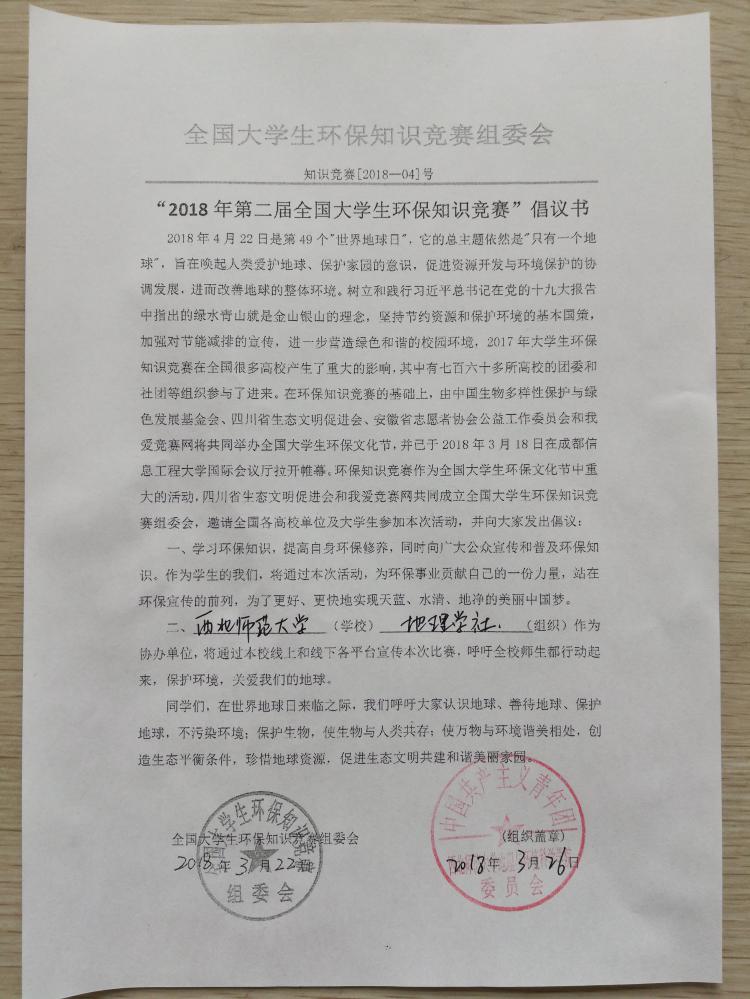 全国大学生环保知识竞赛组委会
知识竞赛[2018—04]号
“2018 年第二届全国大学生环保知识竞赛”倡议书
2018 年 4 月 22 日是第 49 个"世界地球日"，它的总主题依然是"只有一个地
球"，旨在唤起人类爱护地球、保护家园的意识，促进资源开发与环境保护的协
调发展，进而改善地球的整体环境。树立和践行习近平总书记在党的十九大报告
中指出的绿水青山就是金山银山的理念，坚持节约资源和保护环境的基本国策，
加强对节能减排的宣传，进一步营造绿色和谐的校园环境，2017 年大学生环保
知识竞赛在全国很多高校产生了重大的影响，其中有七百六十多所高校的团委和
社团等组织参与了进来。在环保知识竞赛的基础上，由中国生物多样性保护与绿
色发展基金会、四川省生态文明促进会、安徽省志愿者协会公益工作委员会和我
爱竞赛网将共同举办全国大学生环保文化节，并已于 2018 年 3 月 18 日在成都信
息工程大学国际会议厅拉开帷幕。环保知识竞赛作为全国大学生环保文化节中重
大的活动，四川省生态文明促进会和我爱竞赛网共同成立全国大学生环保知识竞
赛组委会，邀请全国各高校单位及大学生参加本次活动，并向大家发出倡议：
一、学习环保知识，提高自身环保修养，同时向广大公众宣传和普及环保知
识。作为学生的我们，将通过本次活动，为环保事业贡献自己的一份力量，站在
环保宣传的前列，为了更好、更快地实现天蓝、水清、地净的美丽中国梦。
二、西北师范大学（学校）地理学社.（组织）作为
协办单位，将通过本校线上和线下各平台宣传本次比赛，呼吁全校师生都行动起
来，保护环境，关爱我们的地球。
同学们，在世界地球日来临之际，我们呼吁大家认识地球、善待地球、保护
地球，不污染环境；保护生物，使生物与人类共存；使万物与环境谐美相处，创
造生态平衡条件，珍惜地球资源，促进生态文明共建和谐美丽家园。
全国大学生环保知识竞赛组委会
2018 年 3 月 22 日
全国大学生环保知识竞赛
组委会
（组织盖章）
2018 年 3 月 26 日
中国共产主义青年团
委员会